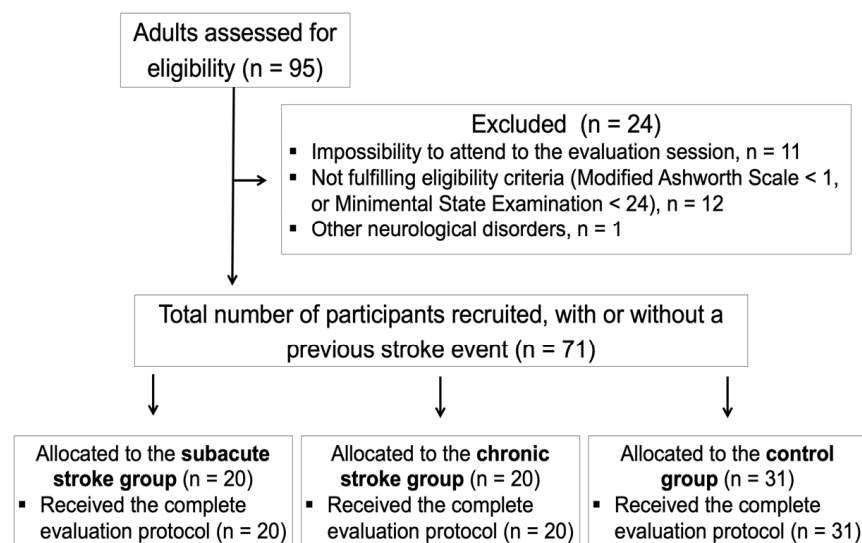 Adults assessed for
eligibility (n = 95)
Excluded (n = 24)
▪ Impossibility to attend to the evaluation session, n = 11
▪ Not fulfilling eligibility criteria (Modified Ashworth Scale < 1,
or Minimental State Examination < 24), n = 12
▪ Other neurological disorders, n = 1
Total number of participants recruited, with or without a
previous stroke event (n = 71)
Allocated to the subacute
stroke group (n = 20)
▪ Received the complete
evaluation protocol (n = 20)
Allocated to the chronic
stroke group (n = 20)
▪ Received the complete
evaluation protocol (n = 20)
Allocated to the control
group (n = 31)
▪ Received the complete
evaluation protocol (n = 31)